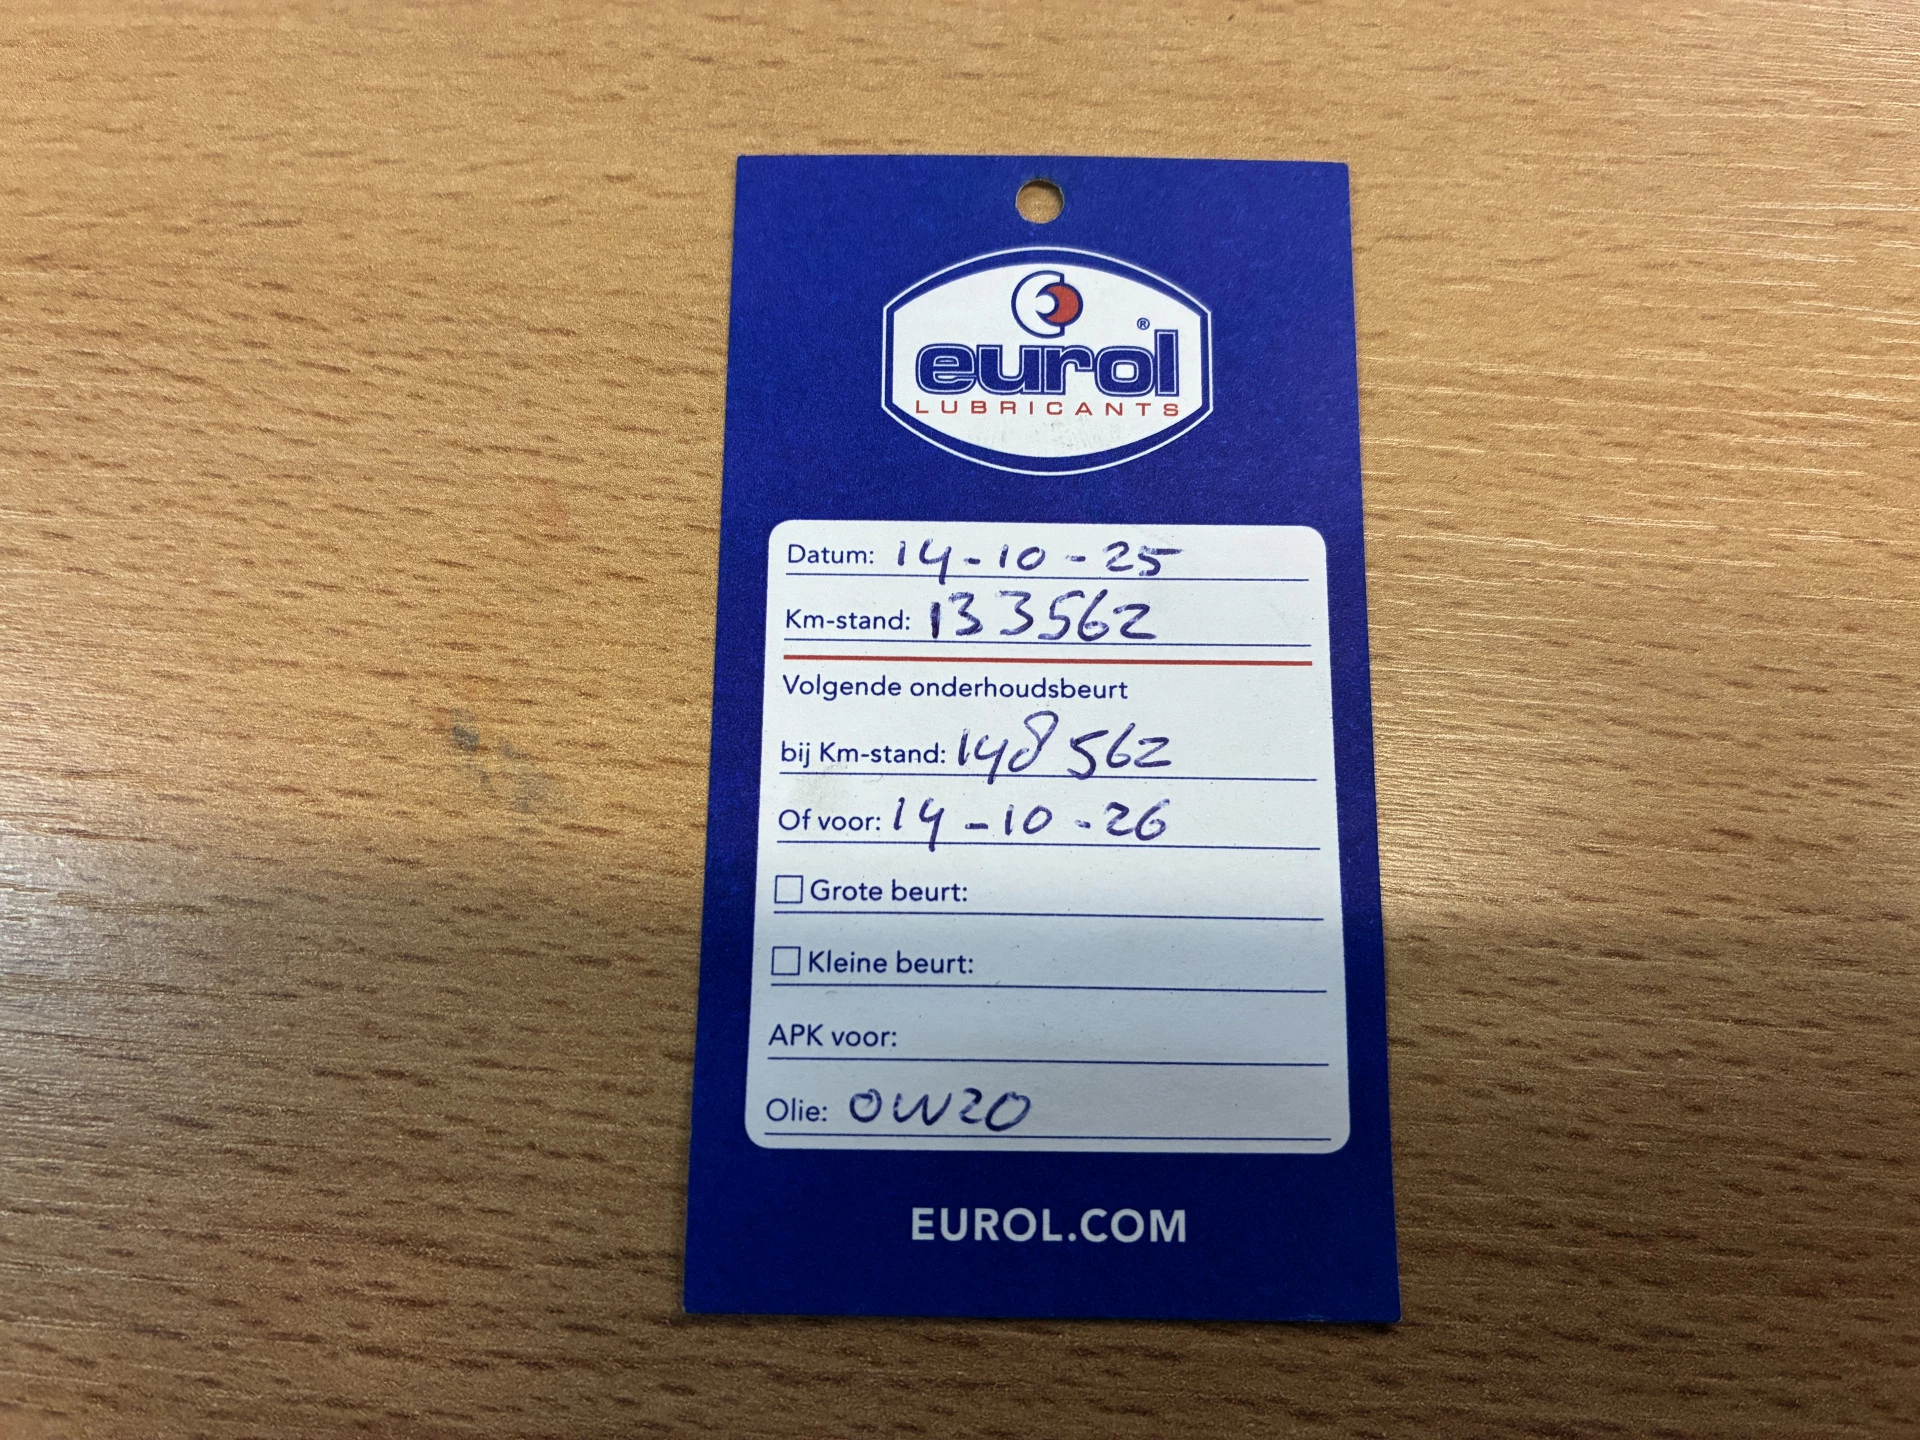 eurol®
LUBRICANTS
Datum: 14-10-25
Km-stand: 133562
Volgende onderhoudsbeurt
bij Km-stand: 148562
Of voor: 14-10-26
Grote beurt:
Kleine beurt:
APK voor:
Olie: 0W20
EUROL.COM